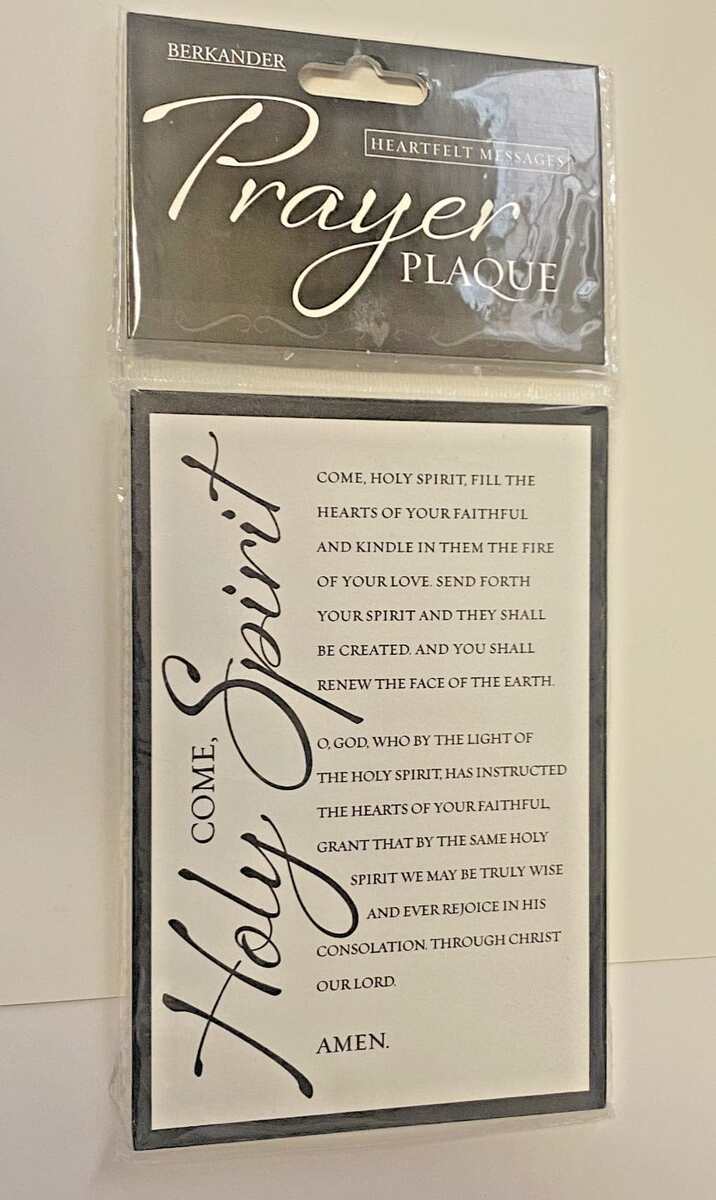 BERKANDER
HEARTFELT MESSAGES
Prayer
PLAQUE
COME,
Holy Spirit
COME, HOLY SPIRIT, FILL THE
HEARTS OF YOUR FAITHFUL
AND KINDLE IN THEM THE FIRE
OF YOUR LOVE. SEND FORTH
YOUR SPIRIT AND THEY SHALL
BE CREATED. AND YOU SHALL
RENEW THE FACE OF THE EARTH.
O, GOD, WHO BY THE LIGHT OF
THE HOLY SPIRIT, HAS INSTRUCTED
THE HEARTS OF YOUR FAITHFUL,
GRANT THAT BY THE SAME HOLY
SPIRIT WE MAY BE TRULY WISE
AND EVER REJOICE IN HIS
CONSOLATION. THROUGH CHRIST
OUR LORD.
AMEN.